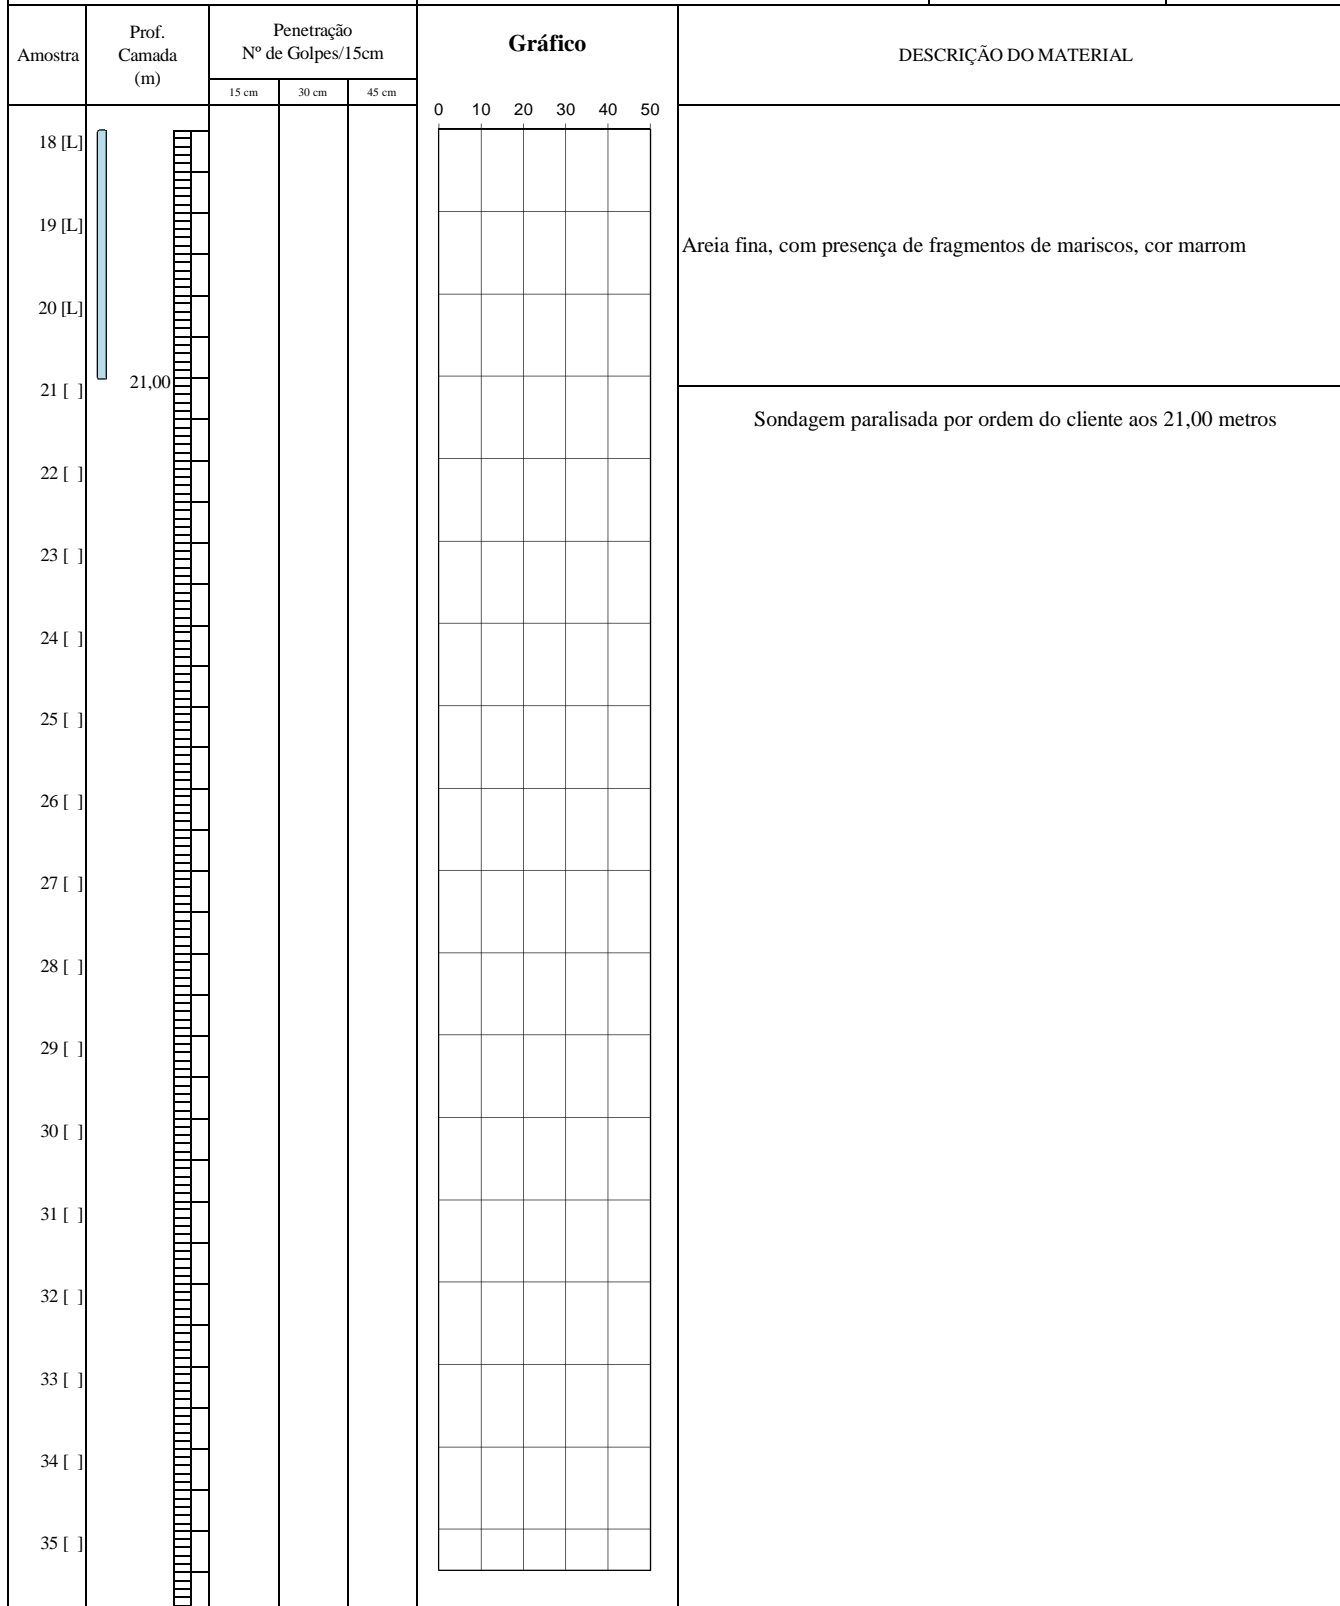 Amostra
Prof.
Camada
(m)
Penetração
Nº de Golpes/15cm
15 cm 30 cm 45 cm
Gráfico
0 10 20 30 40 50
DESCRIÇÃO DO MATERIAL
18 [L]
19 [L]
Areia fina, com presença de fragmentos de mariscos, cor marrom
20 [L]
21,00
21 [ ]
Sondagem paralisada por ordem do cliente aos 21,00 metros
22 [ ]
23 [ ]
24 [ ]
25 [ ]
26 [ ]
27 [ ]
28 [ ]
29 [ ]
30 [ ]
31 [ ]
32 [ ]
33 [ ]
34 [ ]
35 [ ]